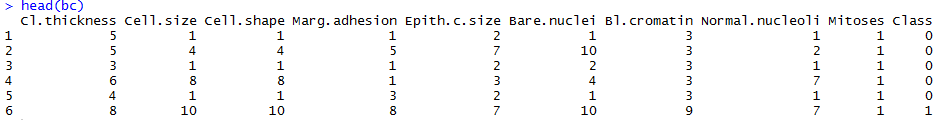 > head(bc)
Cl.thickness Cell.size Cell.shape Marg.adhesion Epith.c.size Bare.nuclei Bl.cromatin Normal.nucleoli Mitoses Class
1 5 1 1 1 2 1 3 1 1 0
2 5 4 4 5 7 10 3 2 1 0
3 3 1 1 1 2 2 3 1 1 0
4 6 8 8 1 3 4 3 7 1 0
5 4 1 1 3 2 1 3 1 1 0
6 8 10 10 8 7 10 9 7 1 1